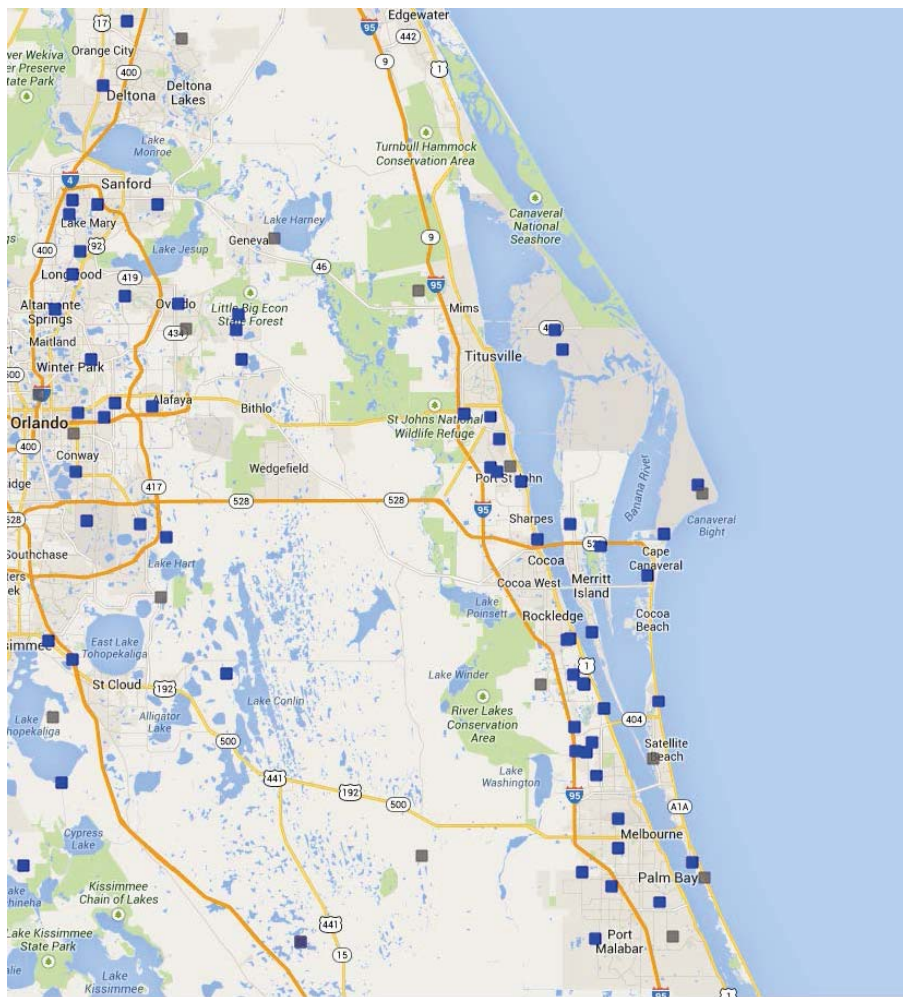 Edgewater
17
95
442
ver Wekiva
er Preserve
State Park
Orange City
9
1
400
Deltona
Deltona
Lakes
Lake
Monroe
Turnbull Hammock
Conservation Area
4
Sanford
Canaveral
National
Seashore
Lake Mary
Lake Harney
Geneva
9
400
92
Lake Jesup
46
95
Longwood
419
Altamonte
Springs
Oviedo
Little Big Econ
State Forest
Mims
434
Maitland
Titusville
Winter Park
Alafaya
Bithlo
Orlando
St Johns National
Wildlife Refuge
400
Conway
Wedgefield
Port St John
Banana River
417
528
528
95
Canaveral
Bight
528
Sharpes
Southchase
Cocoa
Cape
Canaveral
Lake Hart
Cocoa West
Merritt
Island
Lake
Poinsett
Cocoa
Beach
Rockledge
East Lake
Tohopekaliga
1
St Cloud
192
Lake Winder
Lake Conlin
River Lakes
Conservation
Area
Alligator
Lake
404
500
Satellite
Beach
Lake
Washington
441
192
500
95
A1A
Cypress
Lake
Melbourne
Palm Bay
Kissimmee
Chain of Lakes
Lake Kissimmee
State Park
441
15
Port
Malabar
Lake
Kissimmee
95
1